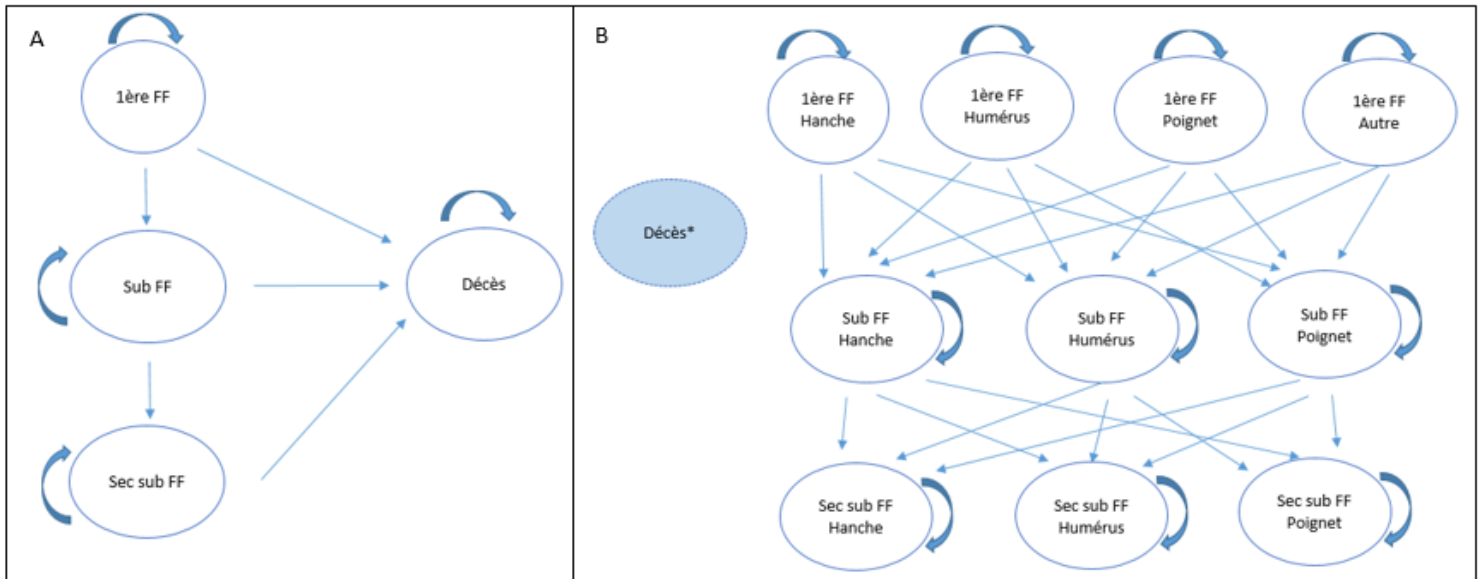 A
1ère FF
Sub FF
Décès
Sec sub FF
B
1ère FF
Hanche
1ère FF
Humérus
1ère FF
Poignet
1ère FF
Autre
Décès*
Sub FF
Hanche
Sub FF
Humérus
Sub FF
Poignet
Sec sub FF
Hanche
Sec sub FF
Humérus
Sec sub FF
Poignet